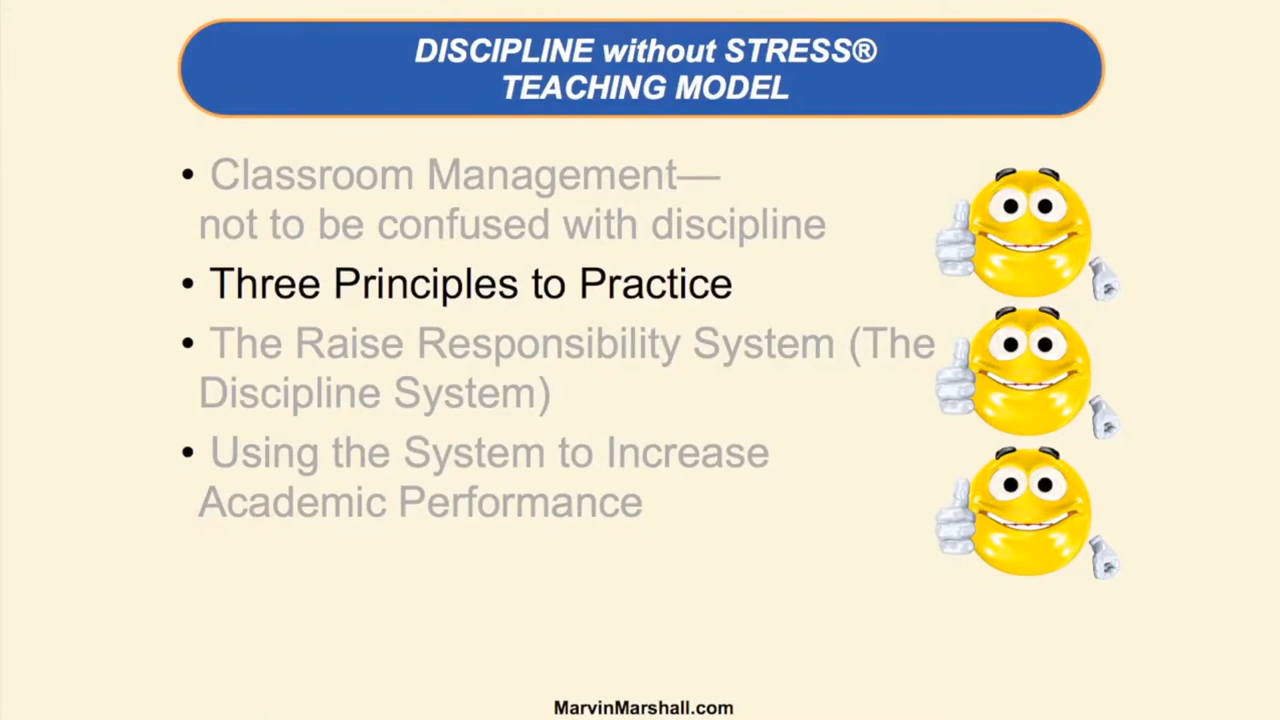 DISCIPLINE without STRESS®
TEACHING MODEL
• Classroom Management—
not to be confused with discipline
• Three Principles to Practice
• The Raise Responsibility System (The
Discipline System)
• Using the System to Increase
Academic Performance
MarvinMarshall.com